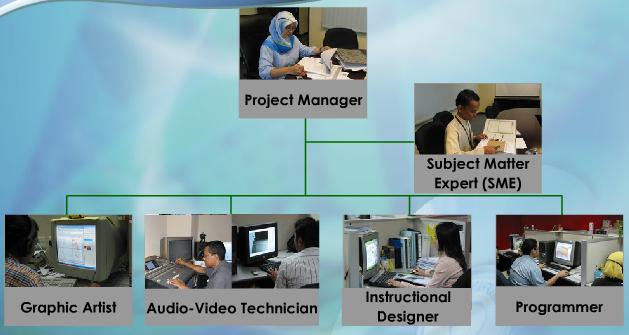 Project Manager
Subject Matter
Expert (SME)
Graphic Artist
Audio-Video Technician
Instructional
Designer
Programmer